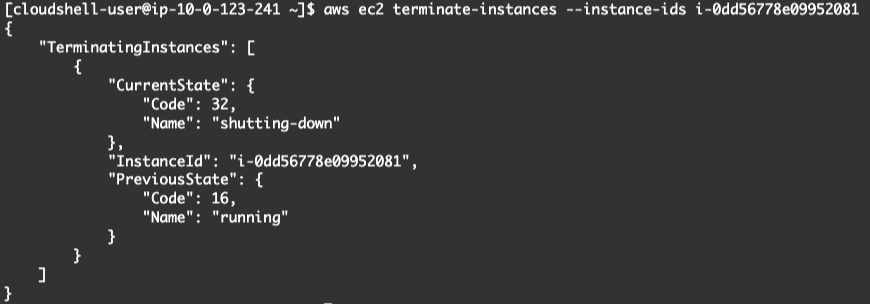 [cloudshell-user@ip-10-0-123-241 ~]$ aws ec2 terminate-instances --instance-ids i-0dd56778e09952081
{
    "TerminatingInstances": [
        {
            "CurrentState": {
                "Code": 32,
                "Name": "shutting-down"
            },
            "InstanceId": "i-0dd56778e09952081",
            "PreviousState": {
                "Code": 16,
                "Name": "running"
            }
        }
    ]
}